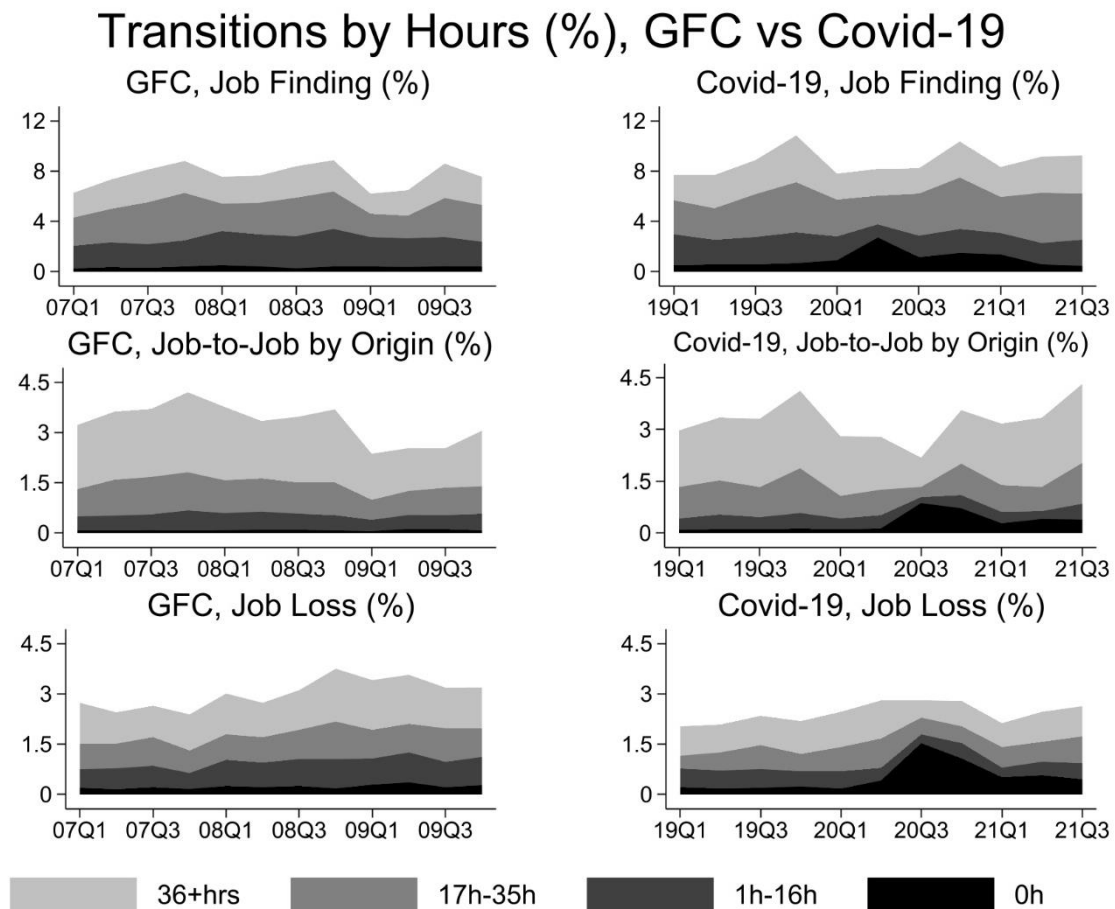 Transitions by Hours (%), GFC vs Covid-19
GFC, Job Finding (%)
12
8
4
0
07Q1 07Q3 08Q1 08Q3 09Q1 09Q3
Covid-19, Job Finding (%)
12
8
4
0
19Q1 19Q3 20Q1 20Q3 21Q1 21Q3
GFC, Job-to-Job by Origin (%)
4.5
3
1.5
0
07Q1 07Q3 08Q1 08Q3 09Q1 09Q3
Covid-19, Job-to-Job by Origin (%)
4.5
3
1.5
0
19Q1 19Q3 20Q1 20Q3 21Q1 21Q3
GFC, Job Loss (%)
4.5
3
1.5
0
07Q1 07Q3 08Q1 08Q3 09Q1 09Q3
Covid-19, Job Loss (%)
4.5
3
1.5
0
19Q1 19Q3 20Q1 20Q3 21Q1 21Q3
36+hrs 17h-35h 1h-16h 0h